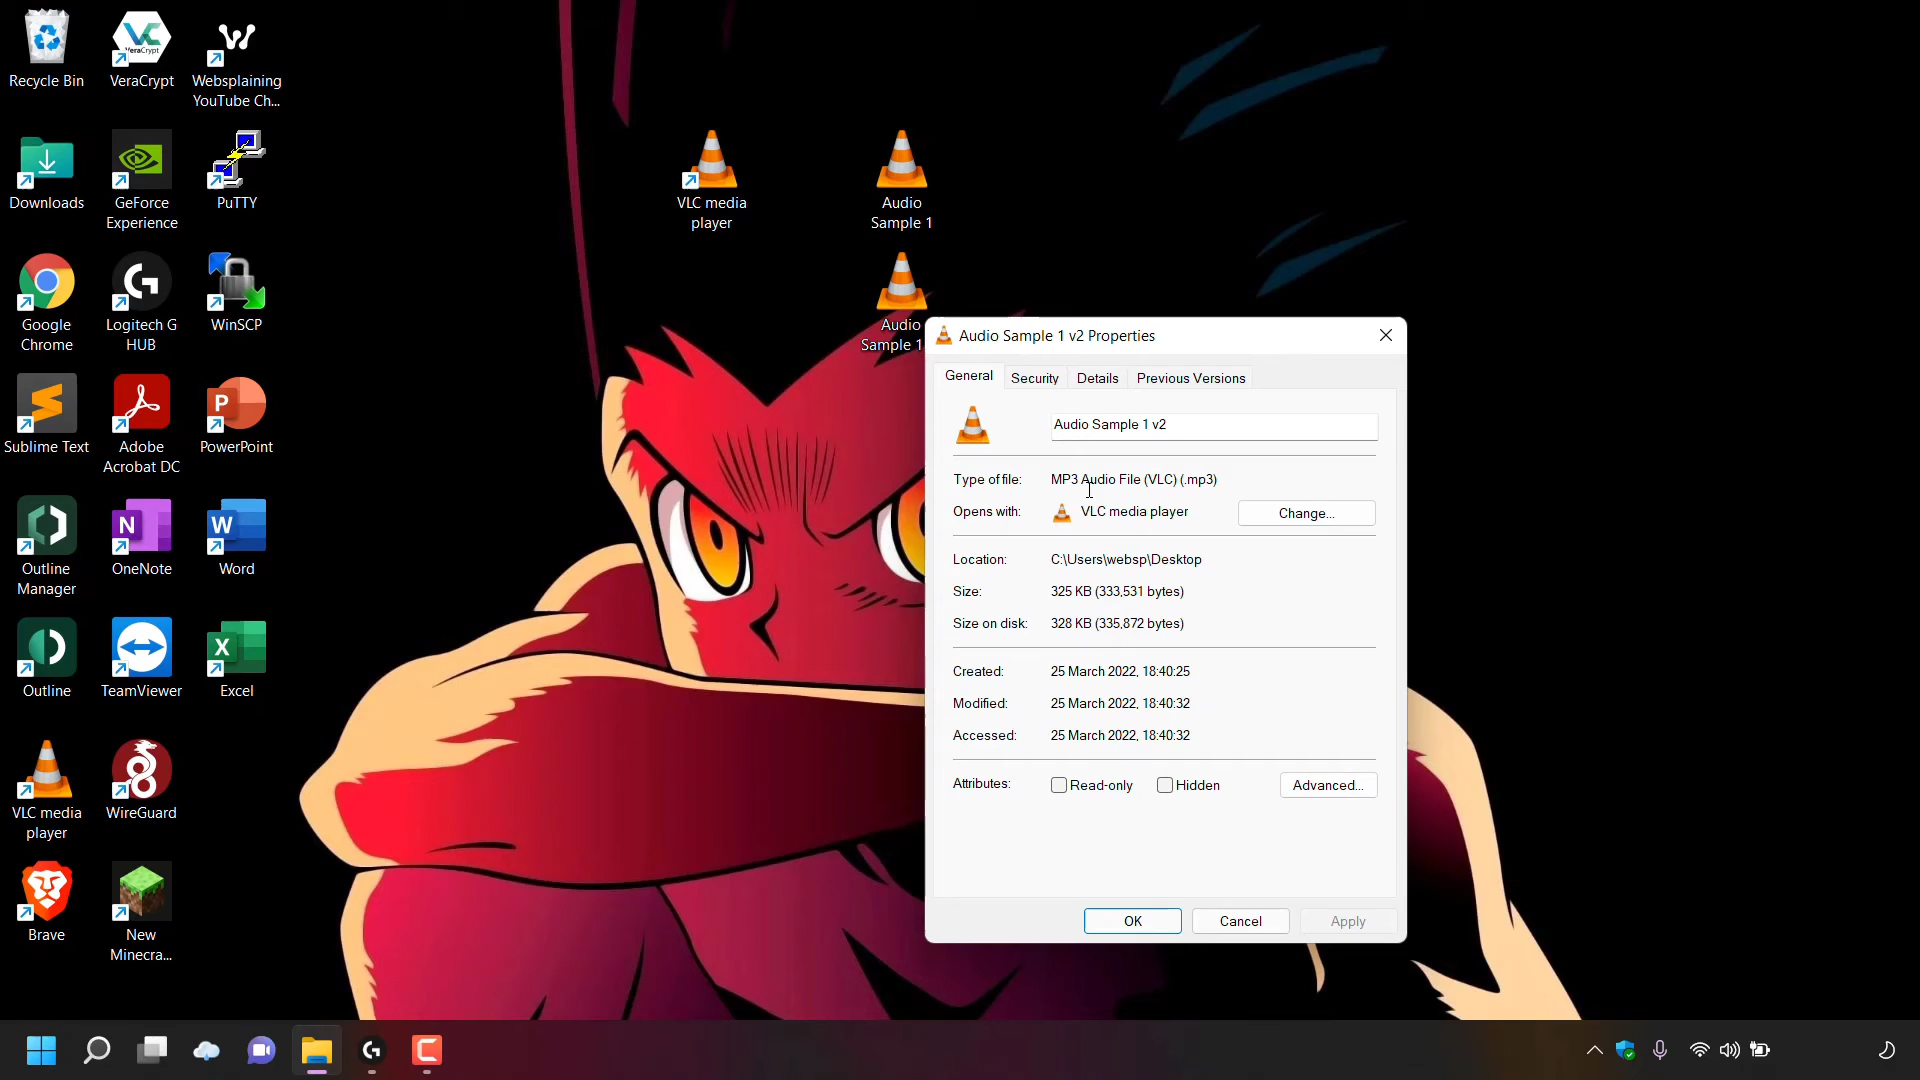 Recycle Bin
VeraCrypt
VeraCrypt
Websplaining
YouTube Ch...
Downloads
GeForce
Experience
PuTTY
VLC media
player
Audio
Sample 1
Google
Chrome
Logitech G
HUB
WinSCP
Audio
Sample 1
Sublime Text
Adobe
Acrobat DC
PowerPoint
Outline
Manager
OneNote
Word
Outline
TeamViewer
Excel
VLC media
player
WireGuard
Brave
New
Minecra...
Audio Sample 1 v2 Properties
General Security Details Previous Versions
Audio Sample 1 v2
Type of file: MP3 Audio File (VLC) (.mp3)
Opens with: VLC media player Change...
Location: C:\Users\websp\Desktop
Size: 325 KB (333,531 bytes)
Size on disk: 328 KB (335,872 bytes)
Created: 25 March 2022, 18:40:25
Modified: 25 March 2022, 18:40:32
Accessed: 25 March 2022, 18:40:32
Attributes: Read-only Hidden Advanced...
OK Cancel Apply